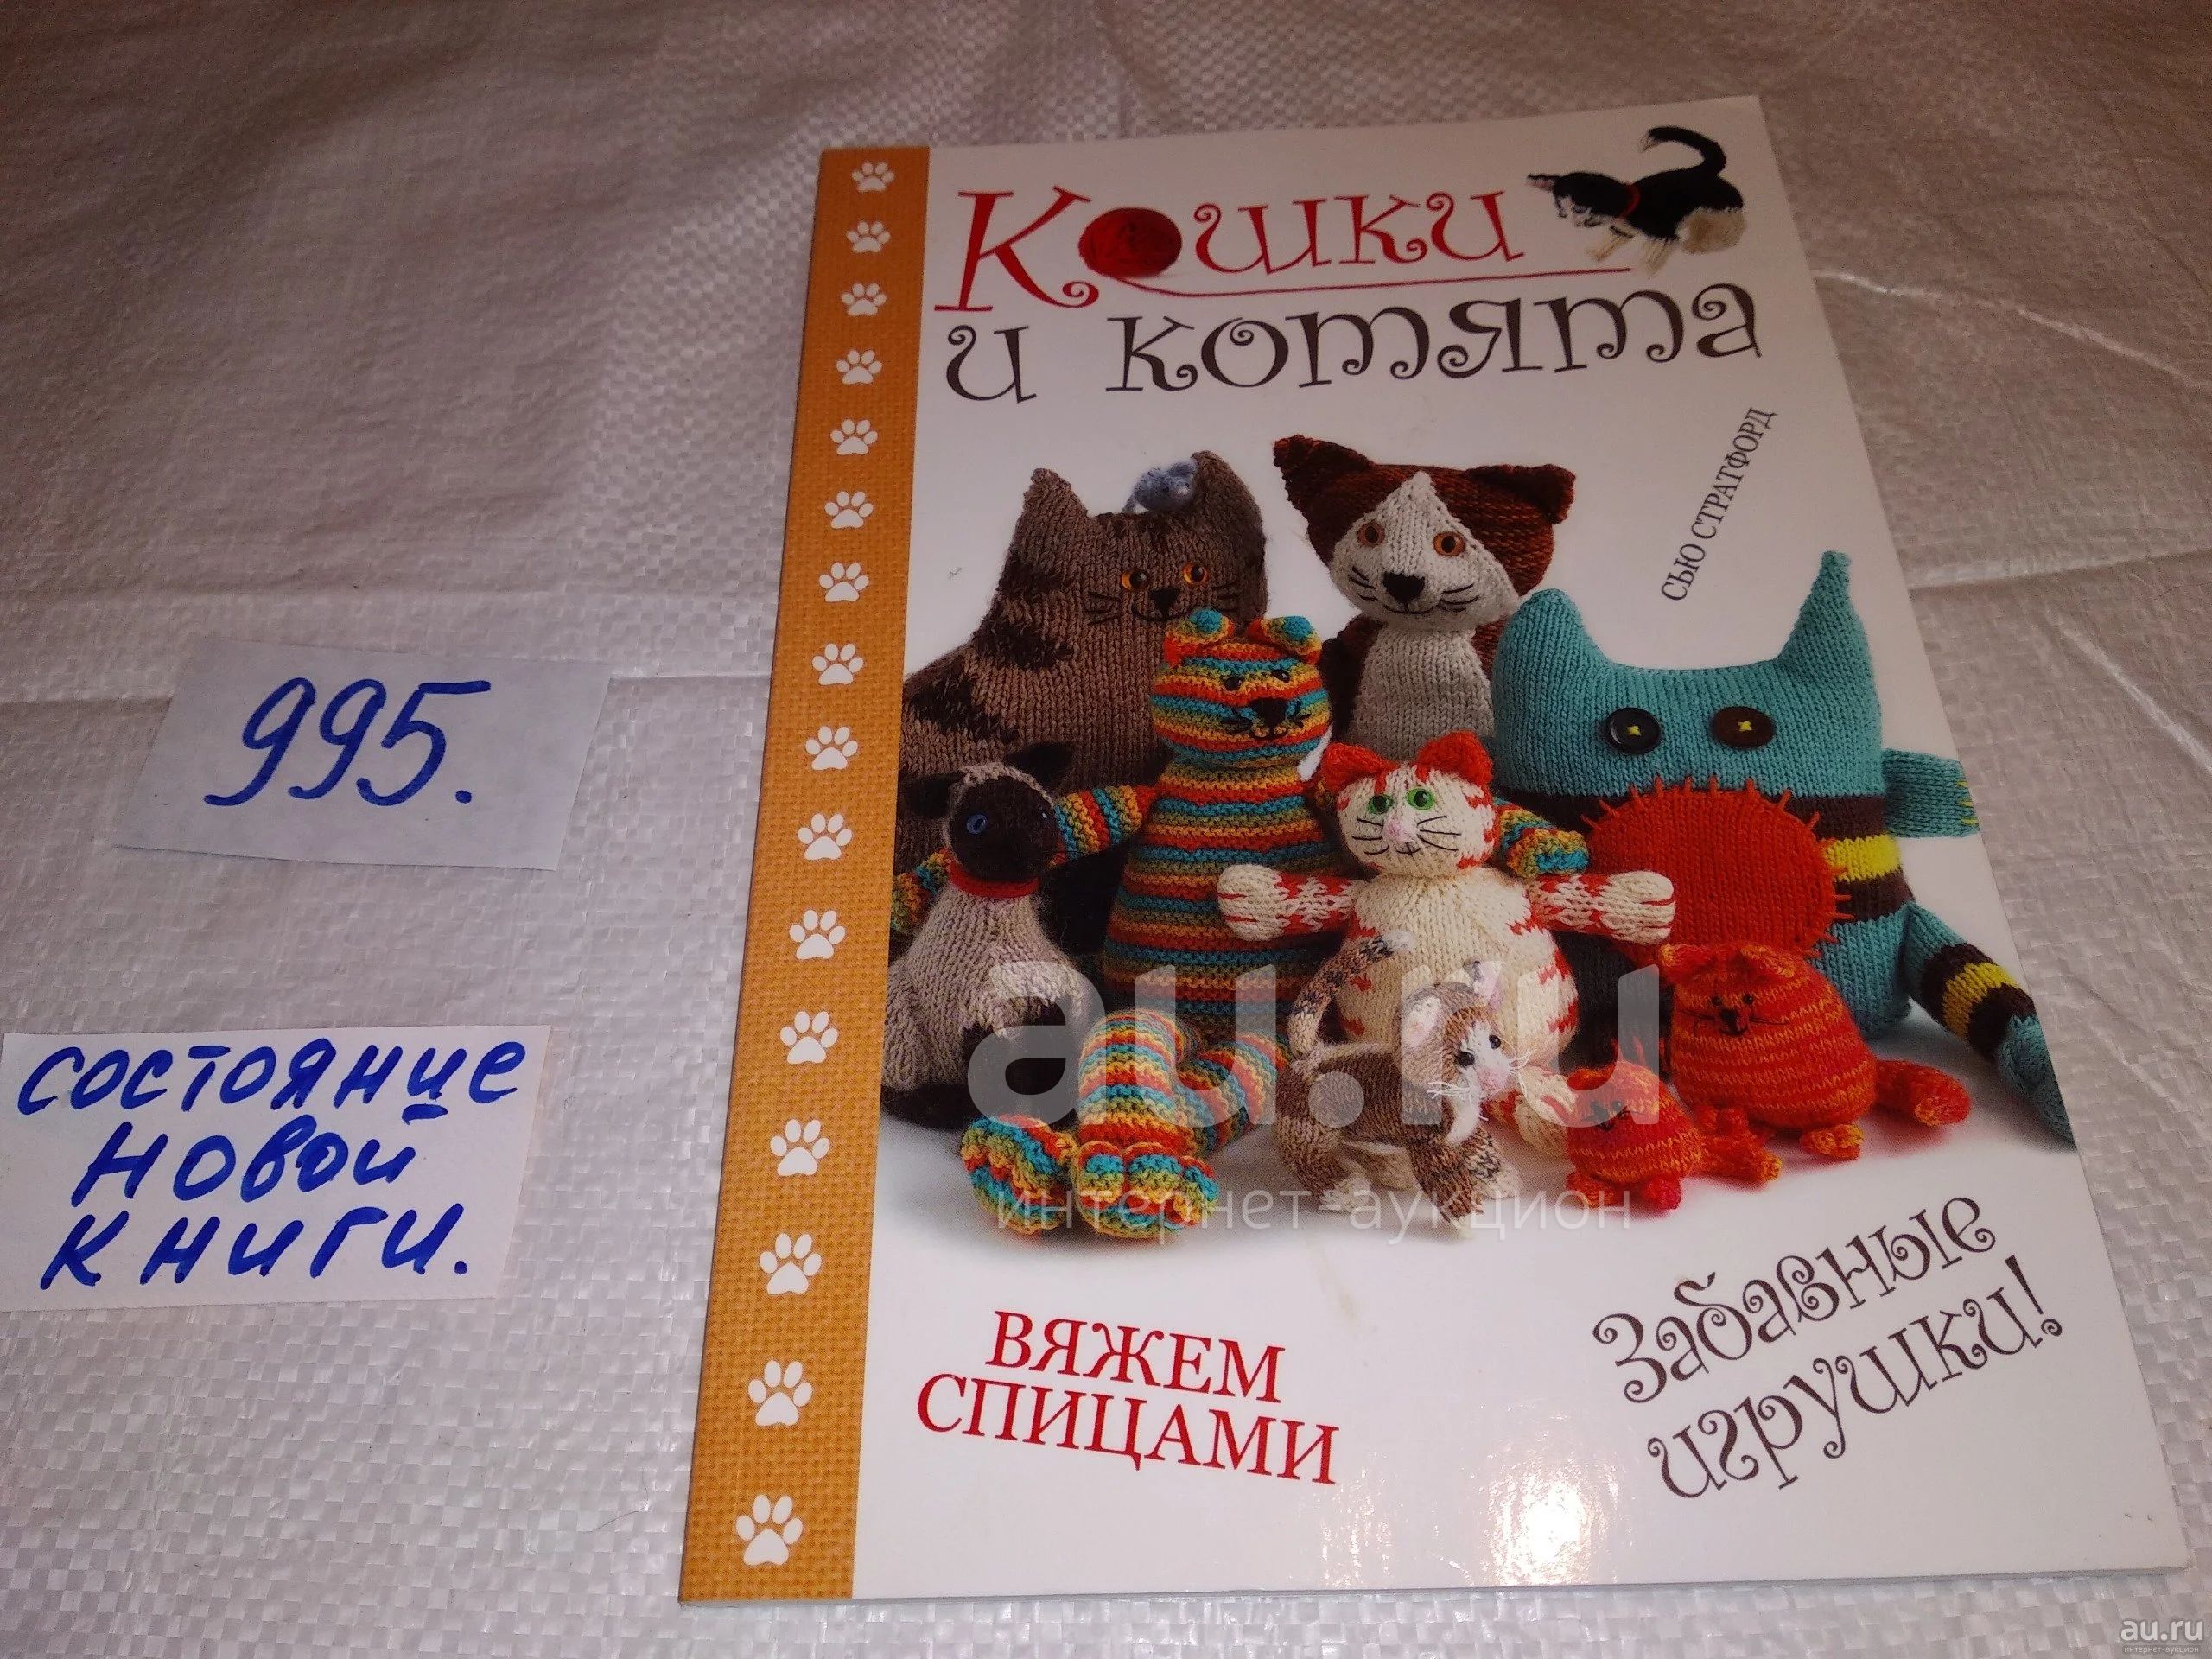 Кошки
и котята
СЬЮ СТРАТФОРД
995.
состояние
новой
книги.
au.ru
интернет-аукцион
ВЯЖЕМ
СПИЦАМИ
Забавные
игрушки!
au.ru
интернет-аукцион